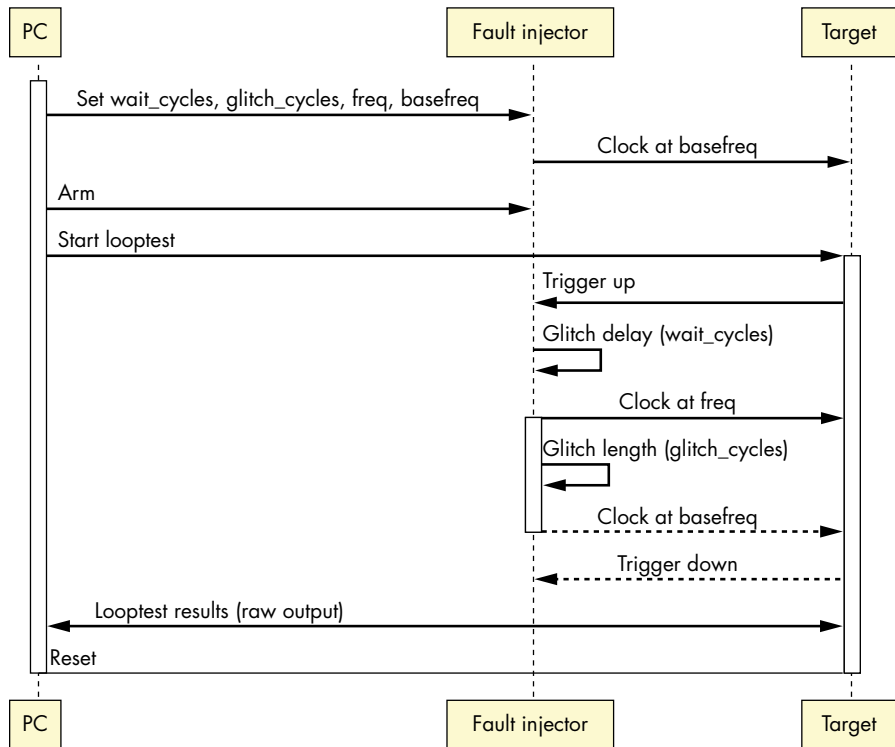 PC
Fault injector
Target
Set wait_cycles, glitch_cycles, freq, basefreq
Clock at basefreq
Arm
Start looptest
Trigger up
Glitch delay (wait_cycles)
Clock at freq
Glitch length (glitch_cycles)
Clock at basefreq
Trigger down
Looptest results (raw output)
Reset
PC
Fault injector
Target